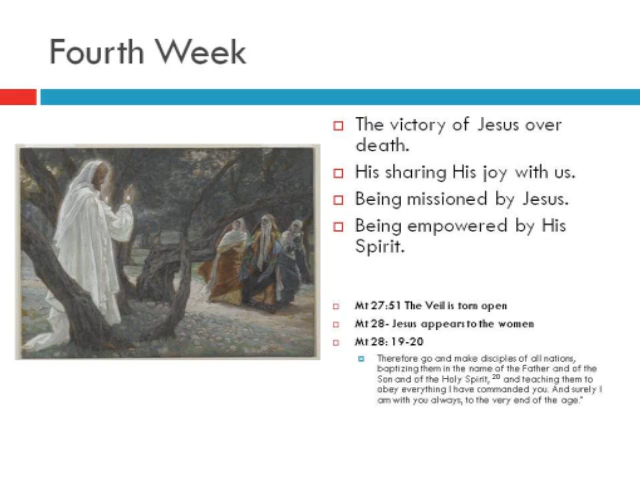 Fourth Week
The victory of Jesus over
death.
His sharing His joy with us.
Being missioned by Jesus.
Being empowered by His
Spirit.
Mt 27:51 The Veil is torn open
Mt 28- Jesus appears to the women
Mt 28: 19-20
Therefore go and make disciples of all nations,
baptizing them in the name of the Father and of the
Son and of the Holy Spirit, 20 and teaching them to
obey everything I have commanded you. And surely I
am with you always, to the very end of the age."